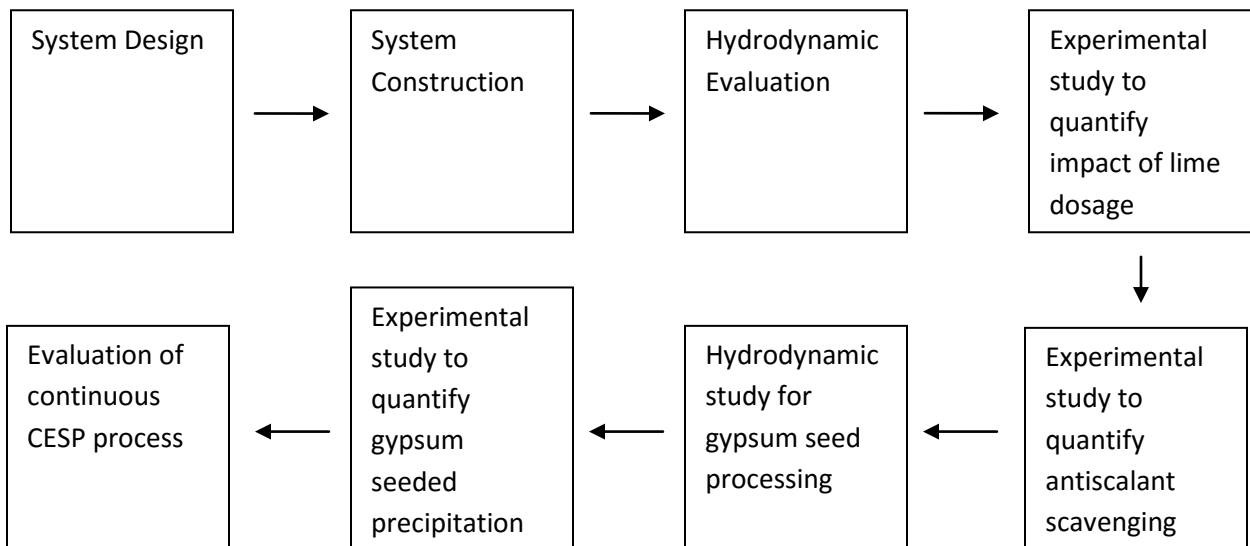 System Design
System
Construction
Hydrodynamic
Evaluation
Experimental
study to
quantify
impact of lime
dosage
Experimental
study to
quantify
antiscalant
scavenging
Hydrodynamic
study for
gypsum seed
processing
Experimental
study to
quantify
gypsum
seeded
precipitation
Evaluation of
continuous
CESP process